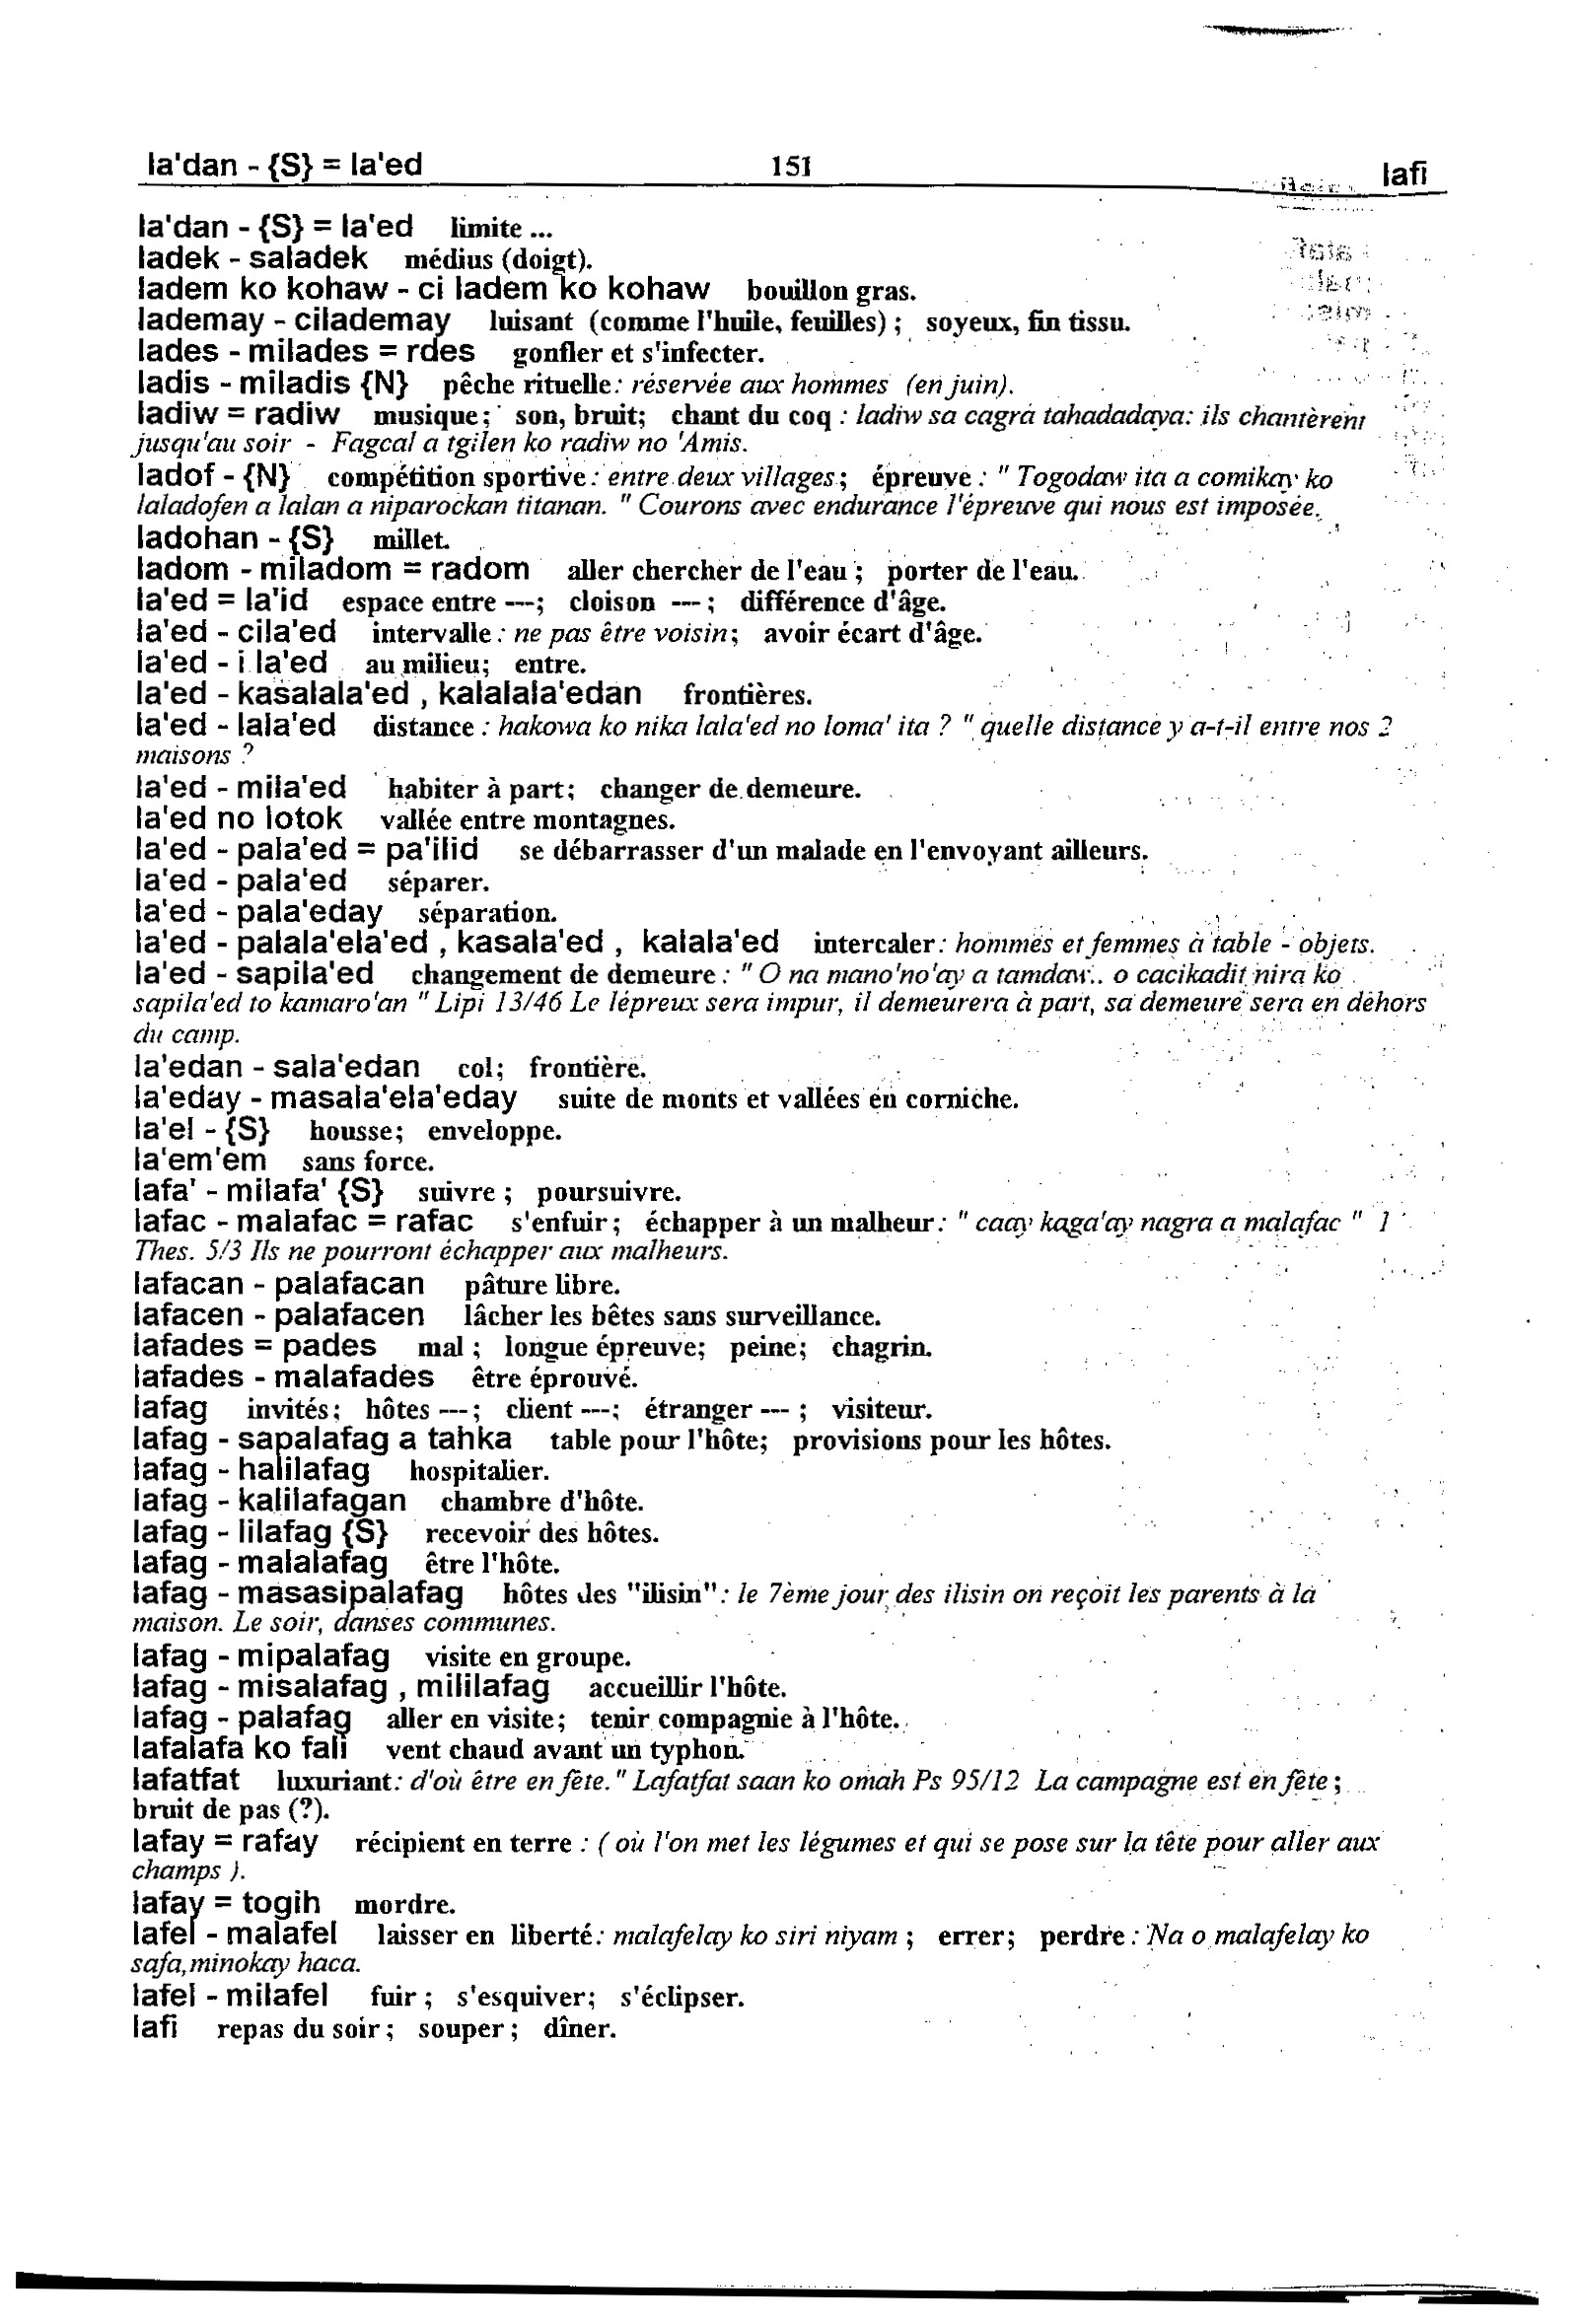 la'dan - {S} = la'ed 151 lafi
la'dan - {S} = la'ed limite ...
ladek - saladek médius (doigt).
ladem ko kohaw - ci ladem ko kohaw bouillon gras.
lademay - cilademay luisant (comme l'huile, feuilles) ; soyeux, fin tissu.
lades - milades = rdes gonfler et s'infecter.
ladis - miladis {N} pêche rituelle: réservée aux hommes (en juin).
ladiw = radiw musique; son, bruit; chant du coq : ladiw sa cagra tahadadaya: ils chantèrent
jusqu'au soir - Fagcal a tgilen ko radiw no 'Amis.
ladof - {N} compétition sportive : entre deux villages ; épreuve : " Togodaw ita a comikay ko
laladofen a lalan a niparockan titanan. " Courons avec endurance l'épreuve qui nous est imposée.
ladohan - {S} millet.
ladom - miladom = radom aller chercher de l'eau ; porter de l'eau.
la'ed = la'id espace entre ---; cloison --- ; différence d'âge.
la'ed - cila'ed intervalle : ne pas être voisin; avoir écart d'âge.
la'ed - i la'ed au milieu; entre.
la'ed - kasalala'ed , kalalala'edan frontières.
la'ed - lala'ed distance : hakowa ko nika lala'ed no loma' ita ? " quelle distance y a-t-il entre nos 2
maisons ?
la'ed - mila'ed habiter à part; changer de demeure.
la'ed no lotok vallée entre montagnes.
la'ed - pala'ed = pa'ilid se débarrasser d'un malade en l'envoyant ailleurs.
la'ed - pala'ed séparer.
la'ed - pala'eday séparation.
la'ed - palala'ela'ed , kasala'ed , kalala'ed intercaler: hommes et femmes à table - objets.
la'ed - sapila'ed changement de demeure : " O na mano'no'ay a tamdaw.. o cacikadit nira ko
sapila'ed to kamaro'an " Lipi 13/46 Le lépreux sera impur, il demeurera à part, sa demeure sera en dehors
du camp.
la'edan - sala'edan col; frontière.
la'eday - masala'ela'eday suite de monts et vallées en corniche.
la'el - {S} housse; enveloppe.
la'em'em sans force.
lafa' - milafa' {S} suivre ; poursuivre.
lafac - malafac = rafac s'enfuir ; échapper à un malheur : " caay kaga'ay nagra a malafac " 1
Thes. 5/3 Ils ne pourront échapper aux malheurs.
lafacan - palafacan pâture libre.
lafacen - palafacen lâcher les bêtes sans surveillance.
lafades = pades mal ; longue épreuve; peine; chagrin.
lafades - malafades être éprouvé.
lafag invités; hôtes ---; client ---; étranger --- ; visiteur.
lafag - sapalafag a tahka table pour l'hôte; provisions pour les hôtes.
lafag - halilafag hospitalier.
lafag - kalilafagan chambre d'hôte.
lafag - lilafag {S} recevoir des hôtes.
lafag - malalafag être l'hôte.
lafag - masasipalafag hôtes des "ilisin": le 7ème jour des ilisin on reçoit les parents à la
maison. Le soir, danses communes.
lafag - mipalafag visite en groupe.
lafag - misalafag , mililafag accueillir l'hôte.
lafag - palafag aller en visite; tenir compagnie à l'hôte.
lafalafa ko fali vent chaud avant un typhon.
lafatfat luxuriant: d'où être en fête. " Lafatfat saan ko omah Ps 95/12 La campagne est en fête ;
bruit de pas (?).
lafay = rafay récipient en terre : ( où l'on met les légumes et qui se pose sur la tête pour aller aux
champs ).
lafay = togih mordre.
lafel - malafel laisser en liberté: malafelay ko siri niyam ; errer; perdre : Na o malafelay ko
safa, minokay haca.
lafel - milafel fuir ; s'esquiver; s'éclipser.
lafi repas du soir ; souper ; dîner.